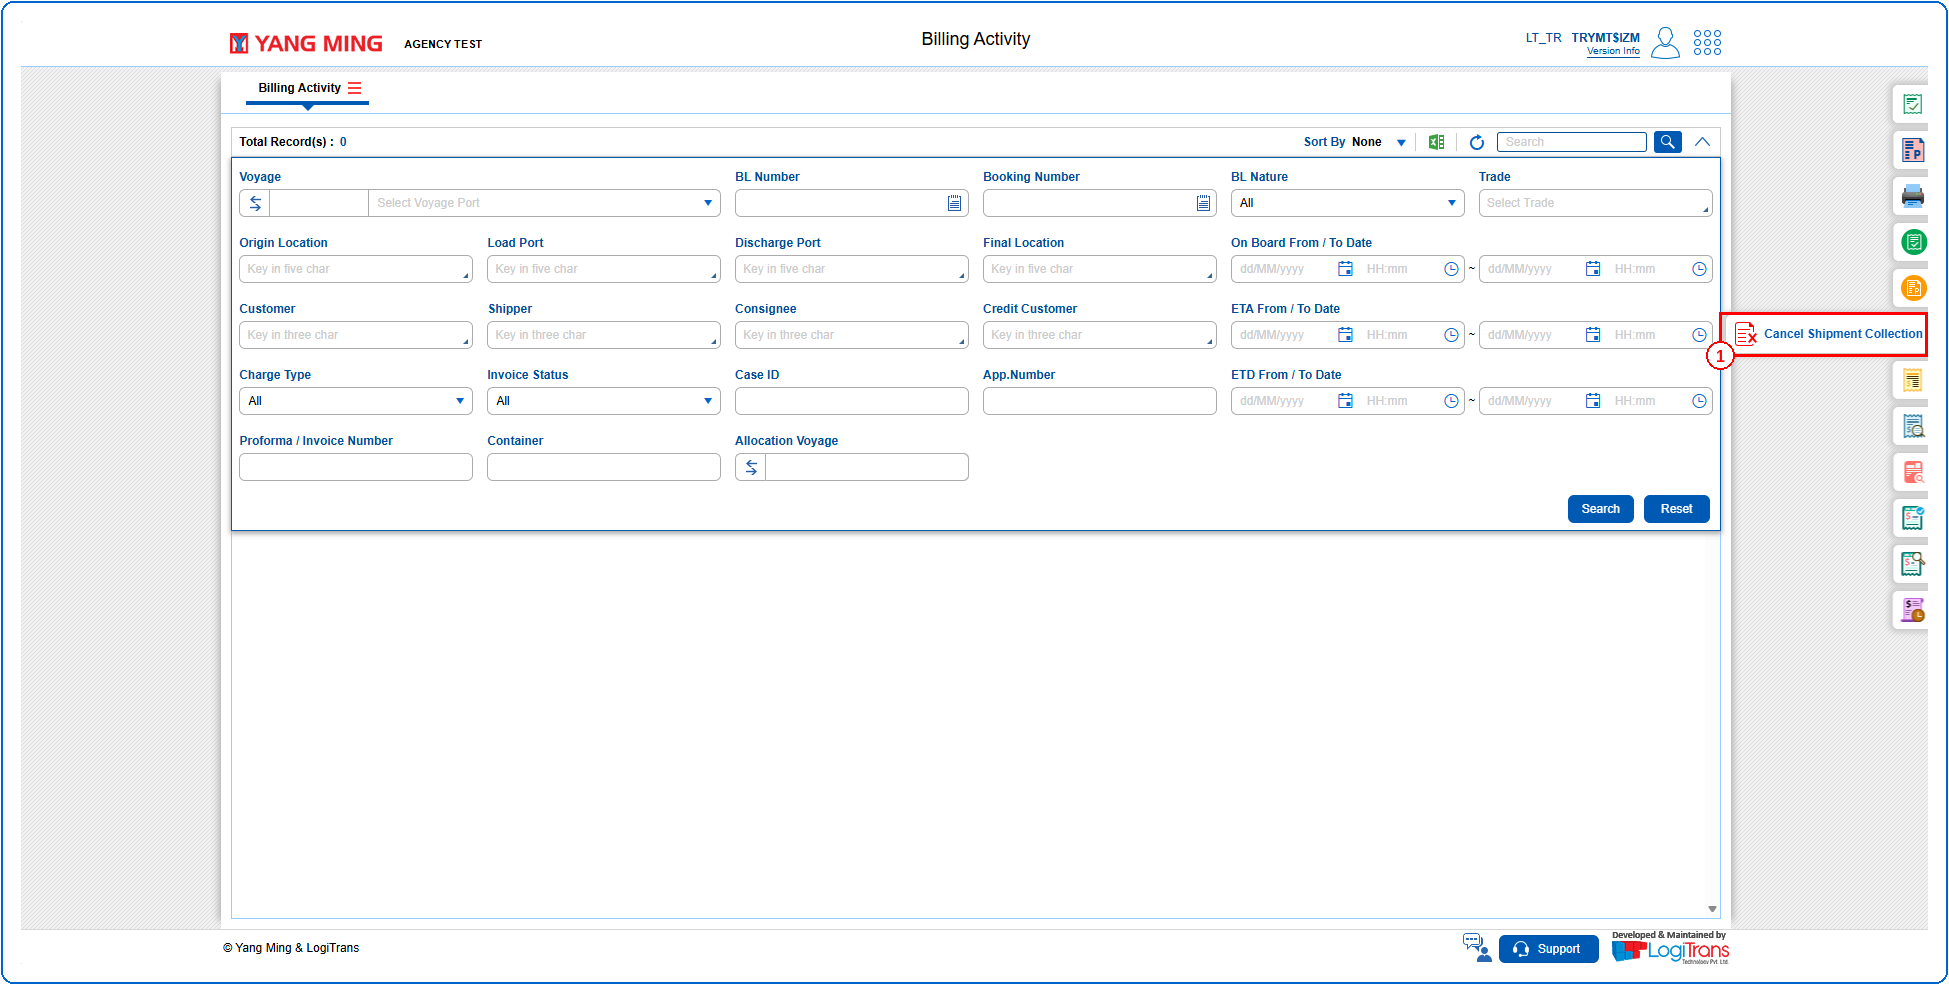 YANG MING
AGENCY TEST
Billing Activity
LT_TR TRYMT$IZM
Version Info
Billing Activity
Total Record(s) : 0
Sort By None
Search
Voyage
BL Number
Booking Number
BL Nature
Trade
Select Voyage Port
All
Select Trade
Origin Location
Load Port
Discharge Port
Final Location
On Board From / To Date
Key in five char
Key in five char
Key in five char
Key in five char
dd/MM/yyyy HH:mm ~ dd/MM/yyyy HH:mm
Customer
Shipper
Consignee
Credit Customer
ETA From / To Date
Key in three char
Key in three char
Key in three char
Key in three char
dd/MM/yyyy HH:mm ~ dd/MM/yyyy HH:mm
Cancel Shipment Collection
1
Charge Type
Invoice Status
Case ID
App.Number
ETD From / To Date
All
All
dd/MM/yyyy HH:mm ~ dd/MM/yyyy HH:mm
Proforma / Invoice Number
Container
Allocation Voyage
Search
Reset
© Yang Ming & LogiTrans
Support
Developed & Maintained by
LogiTrans
Technology Pvt. Ltd.